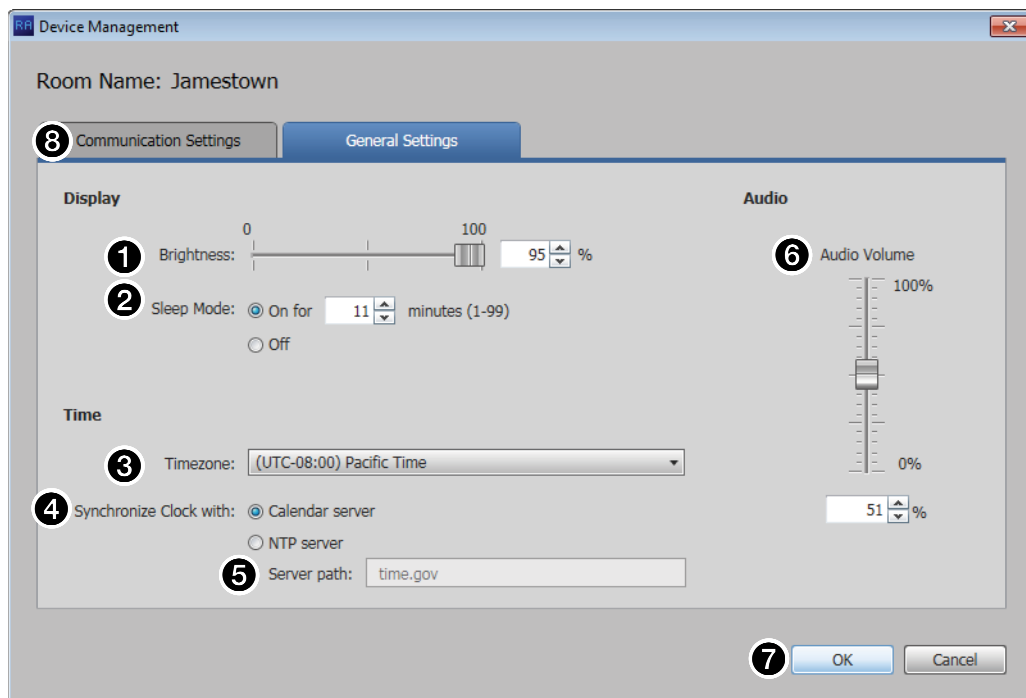 RA Device Management
Room Name: Jamestown
8 Communication Settings General Settings
Display Audio
0 100
1 Brightness: 95 % 6 Audio Volume
100%
2 Sleep Mode: On for 11 minutes (1-99)
Off
Time
3 Timezone: (UTC-08:00) Pacific Time 0%
4 Synchronize Clock with: Calendar server 51 %
NTP server
5 Server path: time.gov
7 OK Cancel